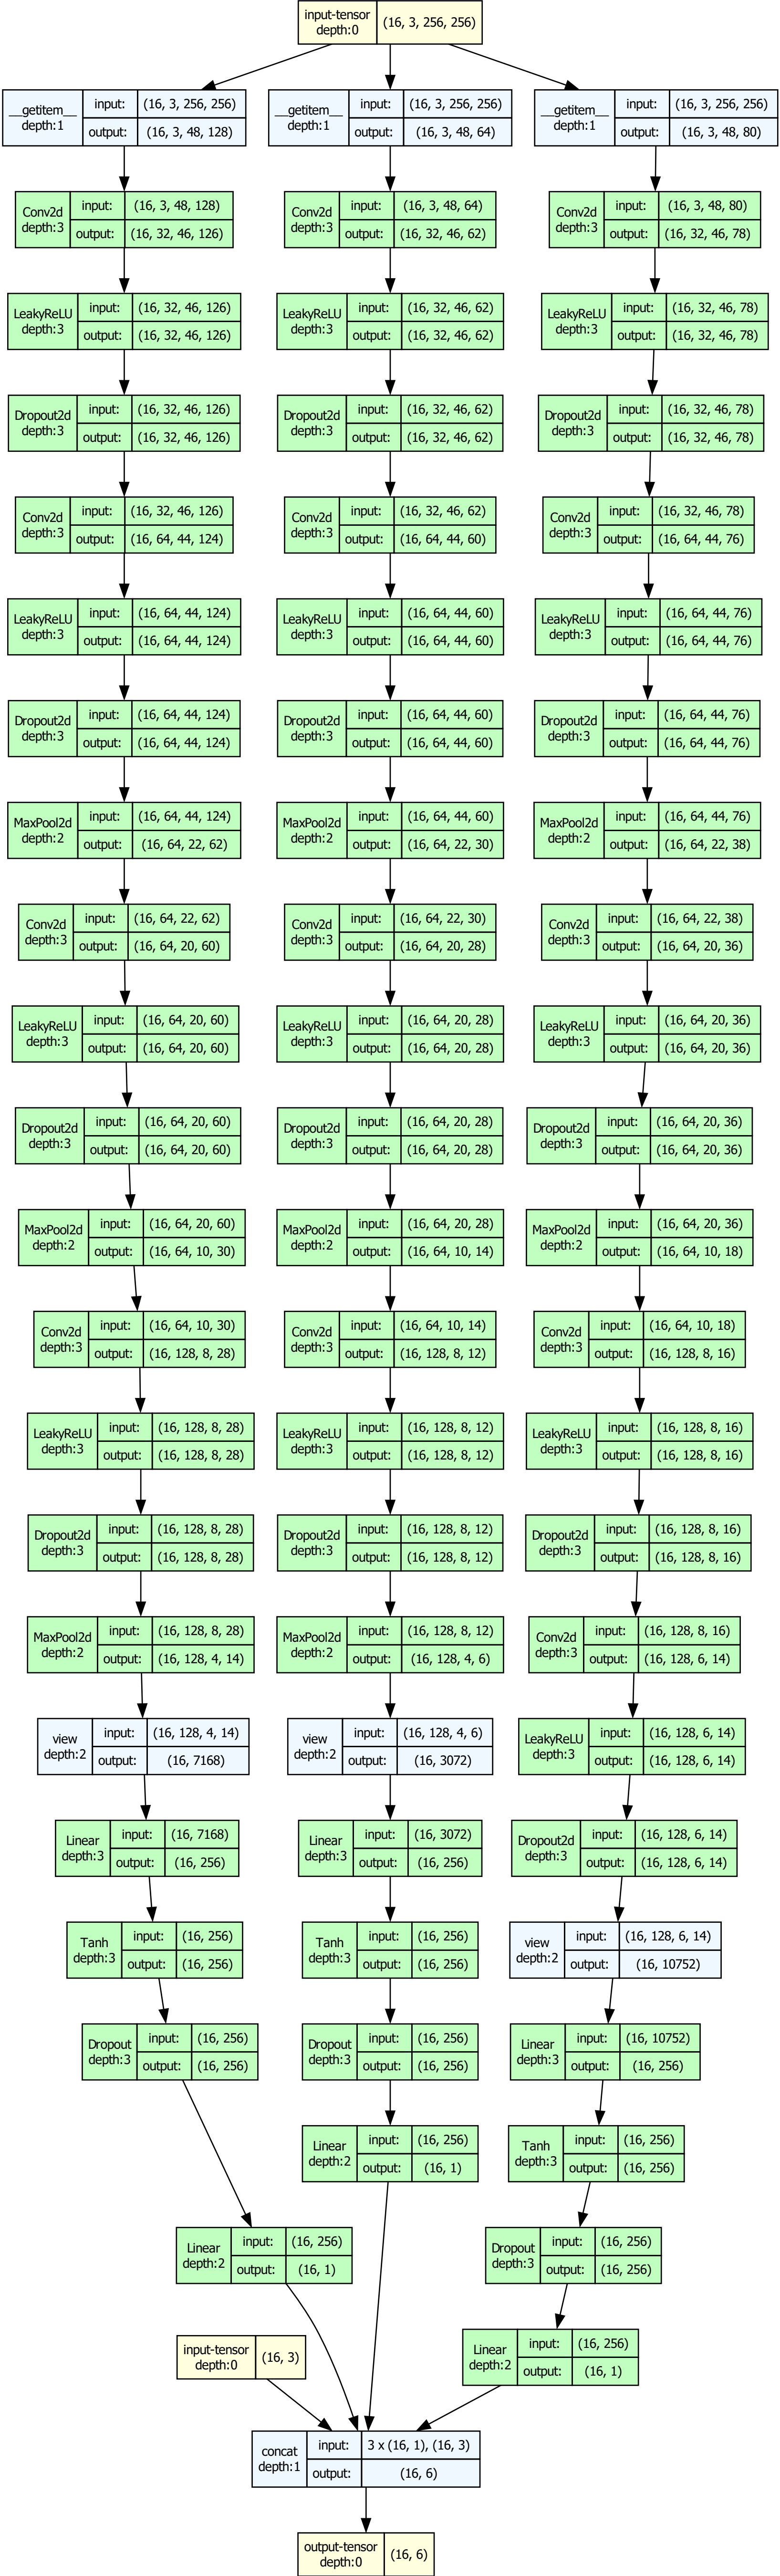 input-tensor
depth:0
(16, 3, 256, 256)
__getitem__
depth:1
input: (16, 3, 256, 256)
output: (16, 3, 48, 128)
Conv2d
depth:3
input: (16, 3, 48, 128)
output: (16, 32, 46, 126)
LeakyReLU
depth:3
input: (16, 32, 46, 126)
output: (16, 32, 46, 126)
Dropout2d
depth:3
input: (16, 32, 46, 126)
output: (16, 32, 46, 126)
Conv2d
depth:3
input: (16, 32, 46, 126)
output: (16, 64, 44, 124)
LeakyReLU
depth:3
input: (16, 64, 44, 124)
output: (16, 64, 44, 124)
Dropout2d
depth:3
input: (16, 64, 44, 124)
output: (16, 64, 44, 124)
MaxPool2d
depth:2
input: (16, 64, 44, 124)
output: (16, 64, 22, 62)
Conv2d
depth:3
input: (16, 64, 22, 62)
output: (16, 64, 20, 60)
LeakyReLU
depth:3
input: (16, 64, 20, 60)
output: (16, 64, 20, 60)
Dropout2d
depth:3
input: (16, 64, 20, 60)
output: (16, 64, 20, 60)
MaxPool2d
depth:2
input: (16, 64, 20, 60)
output: (16, 64, 10, 30)
Conv2d
depth:3
input: (16, 64, 10, 30)
output: (16, 128, 8, 28)
LeakyReLU
depth:3
input: (16, 128, 8, 28)
output: (16, 128, 8, 28)
Dropout2d
depth:3
input: (16, 128, 8, 28)
output: (16, 128, 8, 28)
MaxPool2d
depth:2
input: (16, 128, 8, 28)
output: (16, 128, 4, 14)
view
depth:2
input: (16, 128, 4, 14)
output: (16, 7168)
Linear
depth:3
input: (16, 7168)
output: (16, 256)
Tanh
depth:3
input: (16, 256)
output: (16, 256)
Dropout
depth:3
input: (16, 256)
output: (16, 256)
Linear
depth:2
input: (16, 256)
output: (16, 1)
__getitem__
depth:1
input: (16, 3, 256, 256)
output: (16, 3, 48, 64)
Conv2d
depth:3
input: (16, 3, 48, 64)
output: (16, 32, 46, 62)
LeakyReLU
depth:3
input: (16, 32, 46, 62)
output: (16, 32, 46, 62)
Dropout2d
depth:3
input: (16, 32, 46, 62)
output: (16, 32, 46, 62)
Conv2d
depth:3
input: (16, 32, 46, 62)
output: (16, 64, 44, 60)
LeakyReLU
depth:3
input: (16, 64, 44, 60)
output: (16, 64, 44, 60)
Dropout2d
depth:3
input: (16, 64, 44, 60)
output: (16, 64, 44, 60)
MaxPool2d
depth:2
input: (16, 64, 44, 60)
output: (16, 64, 22, 30)
Conv2d
depth:3
input: (16, 64, 22, 30)
output: (16, 64, 20, 28)
LeakyReLU
depth:3
input: (16, 64, 20, 28)
output: (16, 64, 20, 28)
Dropout2d
depth:3
input: (16, 64, 20, 28)
output: (16, 64, 20, 28)
MaxPool2d
depth:2
input: (16, 64, 20, 28)
output: (16, 64, 10, 14)
Conv2d
depth:3
input: (16, 64, 10, 14)
output: (16, 128, 8, 12)
LeakyReLU
depth:3
input: (16, 128, 8, 12)
output: (16, 128, 8, 12)
Dropout2d
depth:3
input: (16, 128, 8, 12)
output: (16, 128, 8, 12)
MaxPool2d
depth:2
input: (16, 128, 8, 12)
output: (16, 128, 4, 6)
view
depth:2
input: (16, 128, 4, 6)
output: (16, 3072)
Linear
depth:3
input: (16, 3072)
output: (16, 256)
Tanh
depth:3
input: (16, 256)
output: (16, 256)
Dropout
depth:3
input: (16, 256)
output: (16, 256)
Linear
depth:2
input: (16, 256)
output: (16, 1)
__getitem__
depth:1
input: (16, 3, 256, 256)
output: (16, 3, 48, 80)
Conv2d
depth:3
input: (16, 3, 48, 80)
output: (16, 32, 46, 78)
LeakyReLU
depth:3
input: (16, 32, 46, 78)
output: (16, 32, 46, 78)
Dropout2d
depth:3
input: (16, 32, 46, 78)
output: (16, 32, 46, 78)
Conv2d
depth:3
input: (16, 32, 46, 78)
output: (16, 64, 44, 76)
LeakyReLU
depth:3
input: (16, 64, 44, 76)
output: (16, 64, 44, 76)
Dropout2d
depth:3
input: (16, 64, 44, 76)
output: (16, 64, 44, 76)
MaxPool2d
depth:2
input: (16, 64, 44, 76)
output: (16, 64, 22, 38)
Conv2d
depth:3
input: (16, 64, 22, 38)
output: (16, 64, 20, 36)
LeakyReLU
depth:3
input: (16, 64, 20, 36)
output: (16, 64, 20, 36)
Dropout2d
depth:3
input: (16, 64, 20, 36)
output: (16, 64, 20, 36)
MaxPool2d
depth:2
input: (16, 64, 20, 36)
output: (16, 64, 10, 18)
Conv2d
depth:3
input: (16, 64, 10, 18)
output: (16, 128, 8, 16)
LeakyReLU
depth:3
input: (16, 128, 8, 16)
output: (16, 128, 8, 16)
Dropout2d
depth:3
input: (16, 128, 8, 16)
output: (16, 128, 8, 16)
Conv2d
depth:3
input: (16, 128, 8, 16)
output: (16, 128, 6, 14)
LeakyReLU
depth:3
input: (16, 128, 6, 14)
output: (16, 128, 6, 14)
Dropout2d
depth:3
input: (16, 128, 6, 14)
output: (16, 128, 6, 14)
view
depth:2
input: (16, 128, 6, 14)
output: (16, 10752)
Linear
depth:3
input: (16, 10752)
output: (16, 256)
Tanh
depth:3
input: (16, 256)
output: (16, 256)
Dropout
depth:3
input: (16, 256)
output: (16, 256)
Linear
depth:2
input: (16, 256)
output: (16, 1)
input-tensor
depth:0
(16, 3)
concat
depth:1
input: 3 x (16, 1), (16, 3)
output: (16, 6)
output-tensor
depth:0
(16, 6)